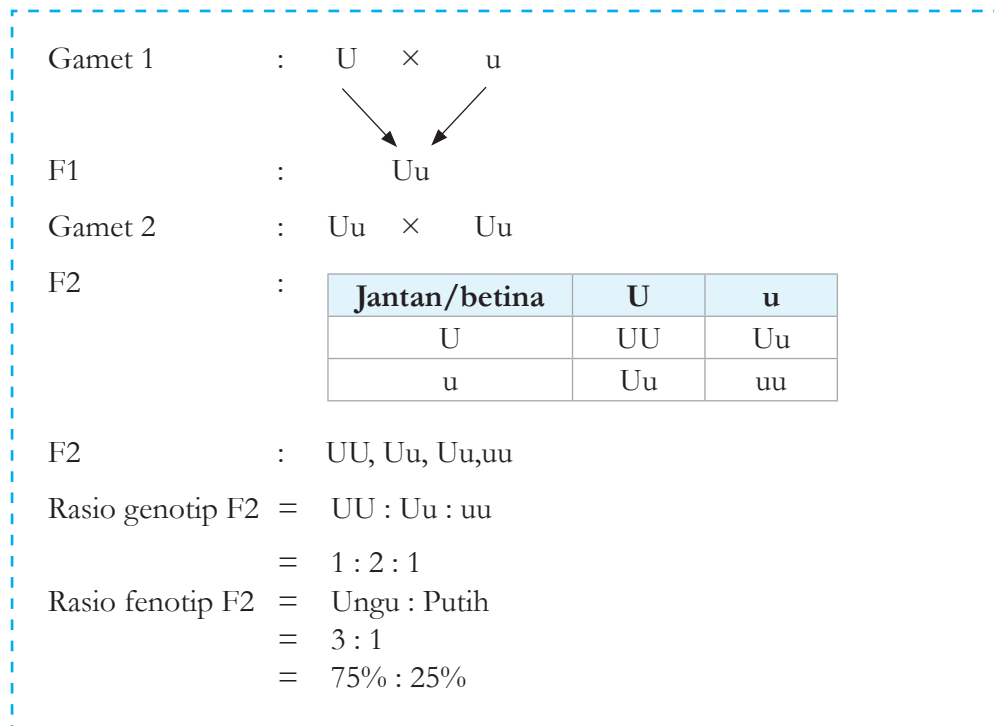 Gamet 1 : U × u
F1 : Uu
Gamet 2 : Uu × Uu
F2 :
Jantan/betina U u
U UU Uu
u Uu uu
F2 : UU, Uu, Uu,uu
Rasio genotip F2 = UU : Uu : uu
= 1 : 2 : 1
Rasio fenotip F2 = Ungu : Putih
= 3 : 1
= 75% : 25%